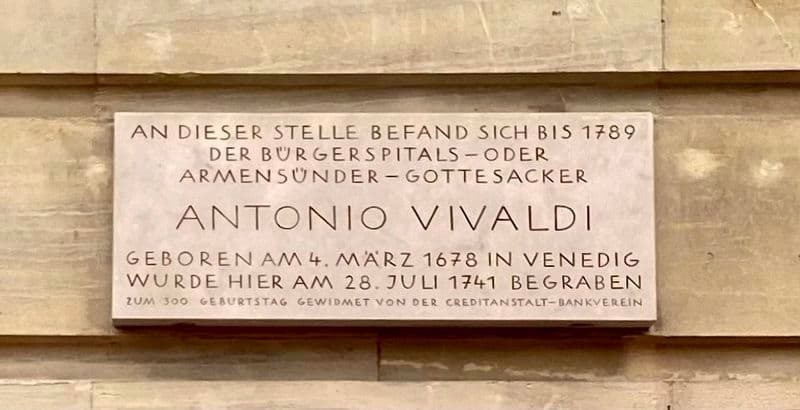 AN DIESER STELLE BEFAND SICH BIS 1789
DER BÜRGERSPITALS-ODER
ARMENSÜNDER-GOTTESACKER
ANTONIO VIVALDI
GEBOREN AM 4. MÄRZ 1678 IN VENEDIG
WURDE HIER AM 28. JULI 1741 BEGRABEN
ZUM 300 GEBURTSTAG GEWIDMET VON DER CREDITANSTALT-BANKVEREIN